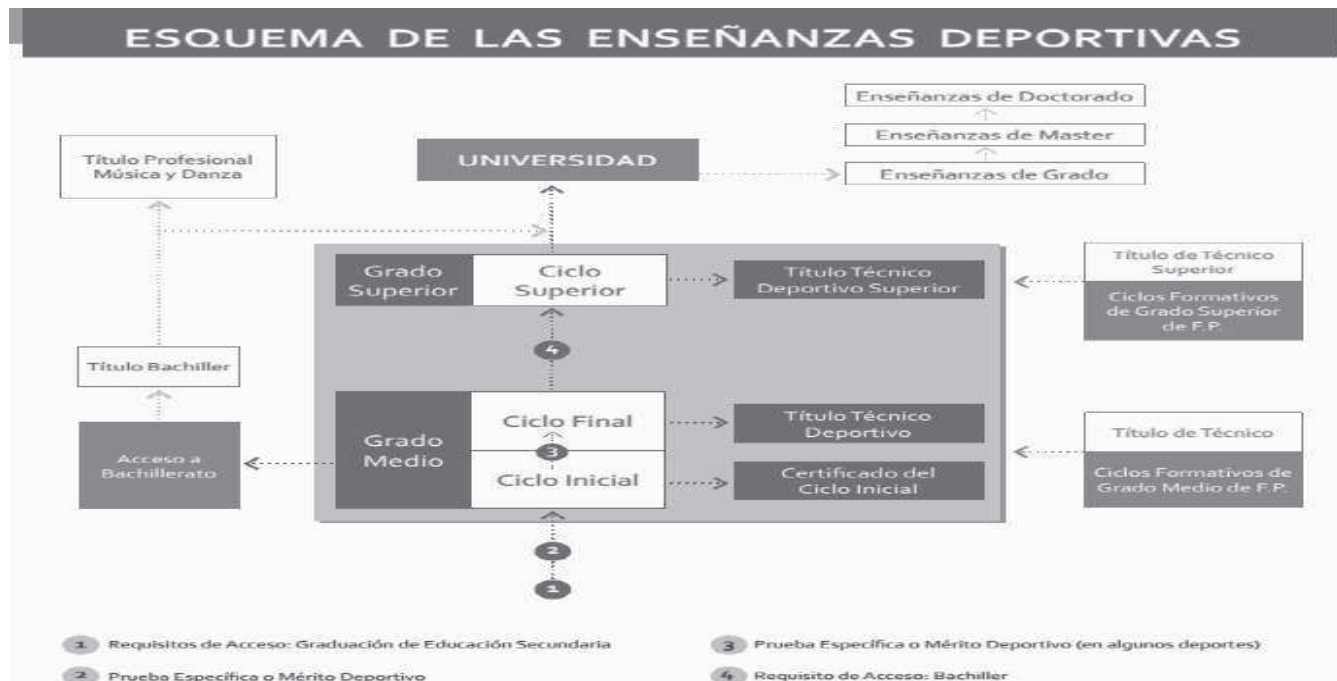 ESQUEMA DE LAS ENSEÑANZAS DEPORTIVAS
Enseñanzas de Doctorado
Enseñanzas de Master
Enseñanzas de Grado
UNIVERSIDAD
Título Profesional
Música y Danza
Grado
Superior
Ciclo
Superior
Título Técnico
Deportivo Superior
Título de Técnico
Superior
Ciclos Formativos
de Grado Superior
de F.P.
4
Título Bachiller
Acceso a
Bachillerato
Grado
Medio
Ciclo Final
3
Ciclo Inicial
Título Técnico
Deportivo
Certificado del
Ciclo Inicial
Título de Técnico
Ciclos Formativos de
Grado Medio de F.P.
2
1
1 Requisitos de Acceso: Graduación de Educación Secundaria
2 Prueba Específica o Mérito Deportivo
3 Prueba Específica o Mérito Deportivo (en algunos deportes)
4 Requisito de Acceso: Bachiller